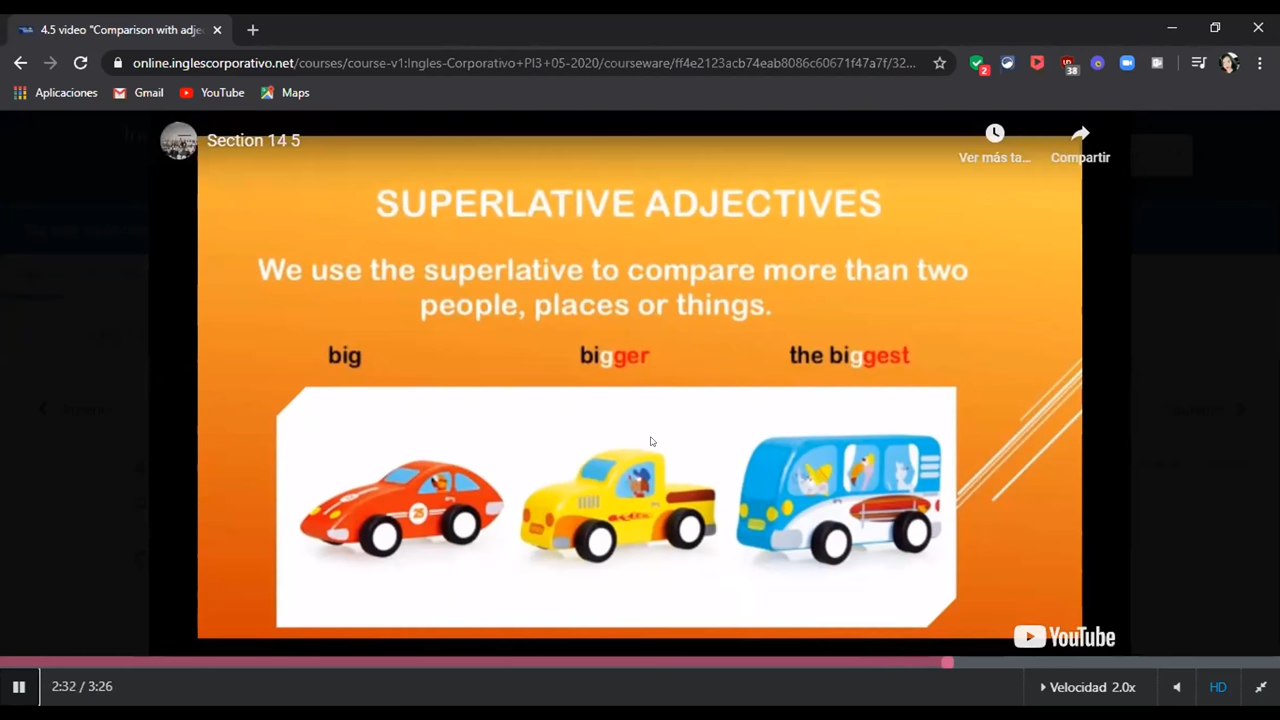 4.5 video "Comparison with adje
online.inglescorporativo.net/courses/course-v1:Ingles-Corporativo+PI3+05-2020/courseware/ff4e2123acb74eab8086c60671f47a7f/32...
2
38
Aplicaciones Gmail YouTube Maps
Section 14 5
Ver más ta... Compartir
SUPERLATIVE ADJECTIVES
We use the superlative to compare more than two
people, places or things.
big bigger the biggest
25
YouTube
2:32 / 3:26 Velocidad 2.0x HD